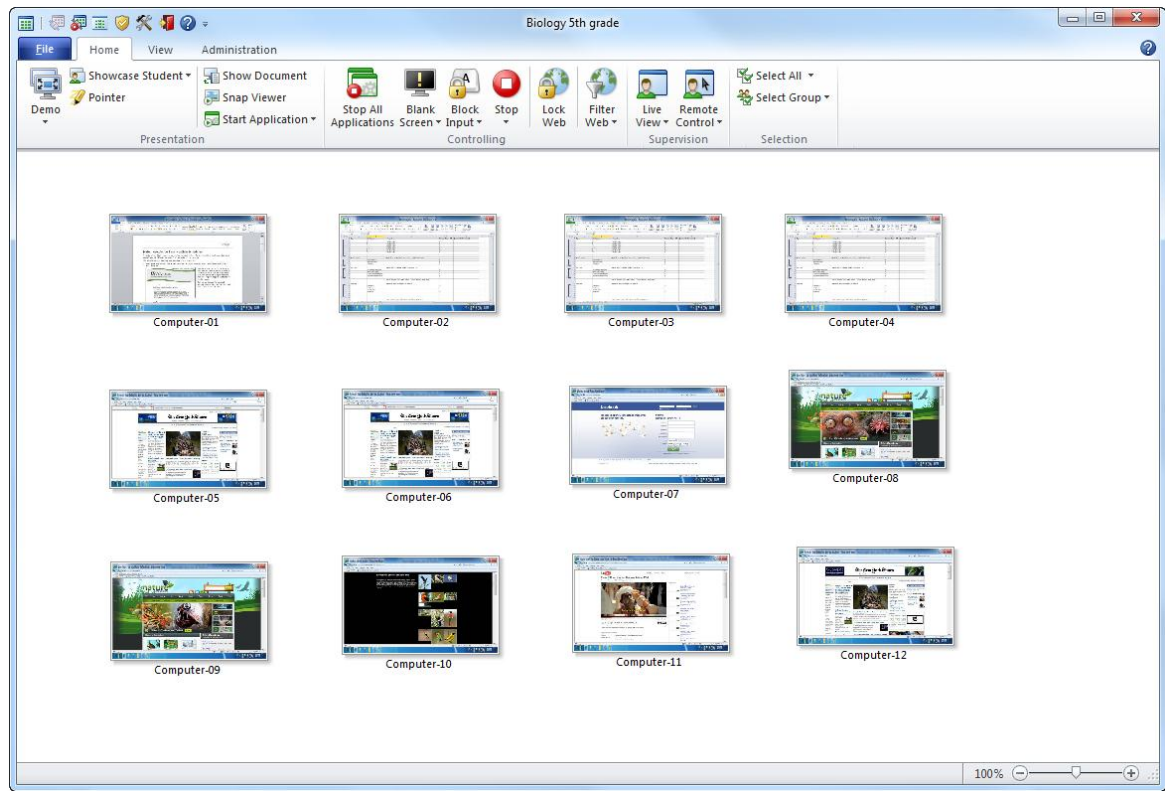 Biology 5th grade
File Home View Administration
Demo
Showcase Student
Pointer
Show Document
Snap Viewer
Start Application
Presentation
Stop All Applications
Blank Screen
Block Input
Stop
Lock Web
Filter Web
Controlling
Live View
Remote Control
Supervision
Select All
Select Group
Selection
Computer-01 Computer-02 Computer-03 Computer-04
Computer-05 Computer-06 Computer-07 Computer-08
Computer-09 Computer-10 Computer-11 Computer-12
100%